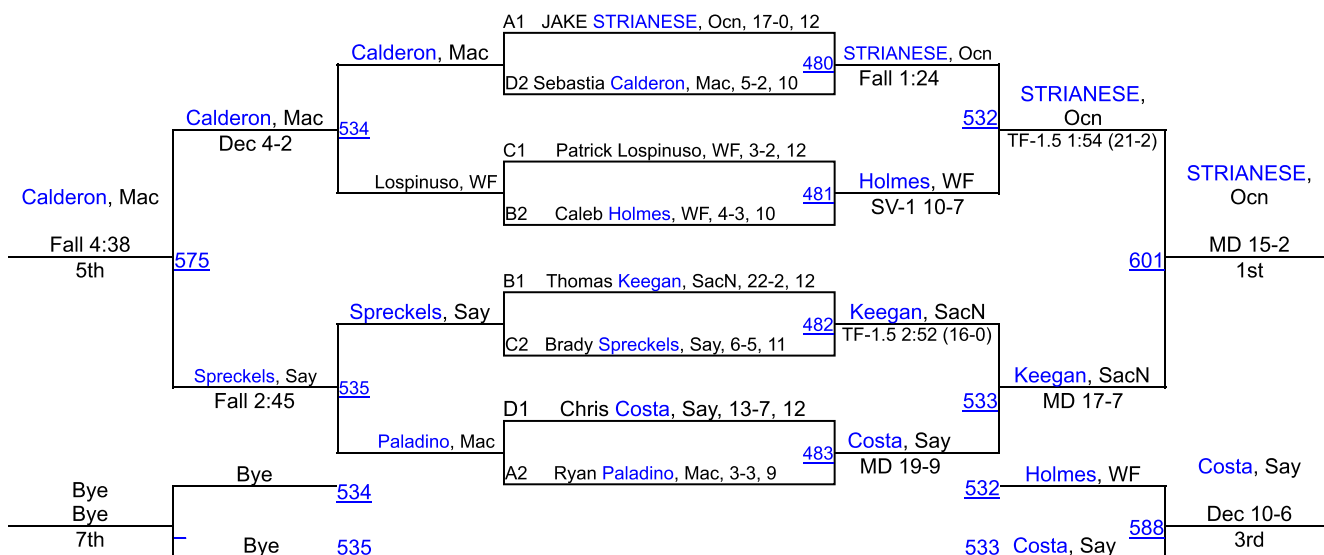 A1 JAKE STRIANESE, Ocn, 17-0, 12
Calderon, Mac
480
STRIANESE, Ocn
Fall 1:24
D2 Sebastia Calderon, Mac, 5-2, 10
Calderon, Mac
Dec 4-2
534
532
STRIANESE,
Ocn
TF-1.5 1:54 (21-2)
C1 Patrick Lospinuso, WF, 3-2, 12
Lospinuso, WF
481
Holmes, WF
SV-1 10-7
B2 Caleb Holmes, WF, 4-3, 10
Calderon, Mac
Fall 4:38
5th
575
STRIANESE,
Ocn
601
MD 15-2
1st
B1 Thomas Keegan, SacN, 22-2, 12
Spreckels, Say
482
Keegan, SacN
TF-1.5 2:52 (16-0)
C2 Brady Spreckels, Say, 6-5, 11
Spreckels, Say
Fall 2:45
535
533
Keegan, SacN
MD 17-7
D1 Chris Costa, Say, 13-7, 12
Paladino, Mac
483
Costa, Say
MD 19-9
A2 Ryan Paladino, Mac, 3-3, 9
Bye
534
532
Holmes, WF
Costa, Say
Bye
Bye
7th
588
Dec 10-6
3rd
Bye
535
533
Costa, Say